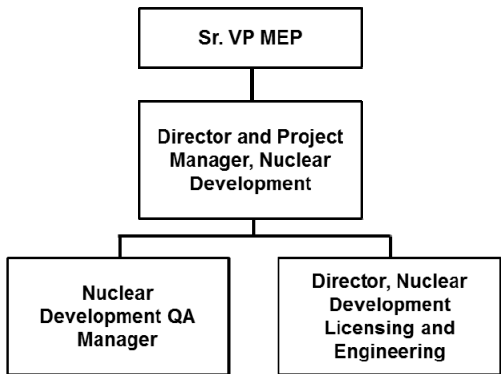 Sr. VP MEP
Director and Project
Manager, Nuclear
Development
Nuclear
Development QA
Manager
Director, Nuclear
Development
Licensing and
Engineering